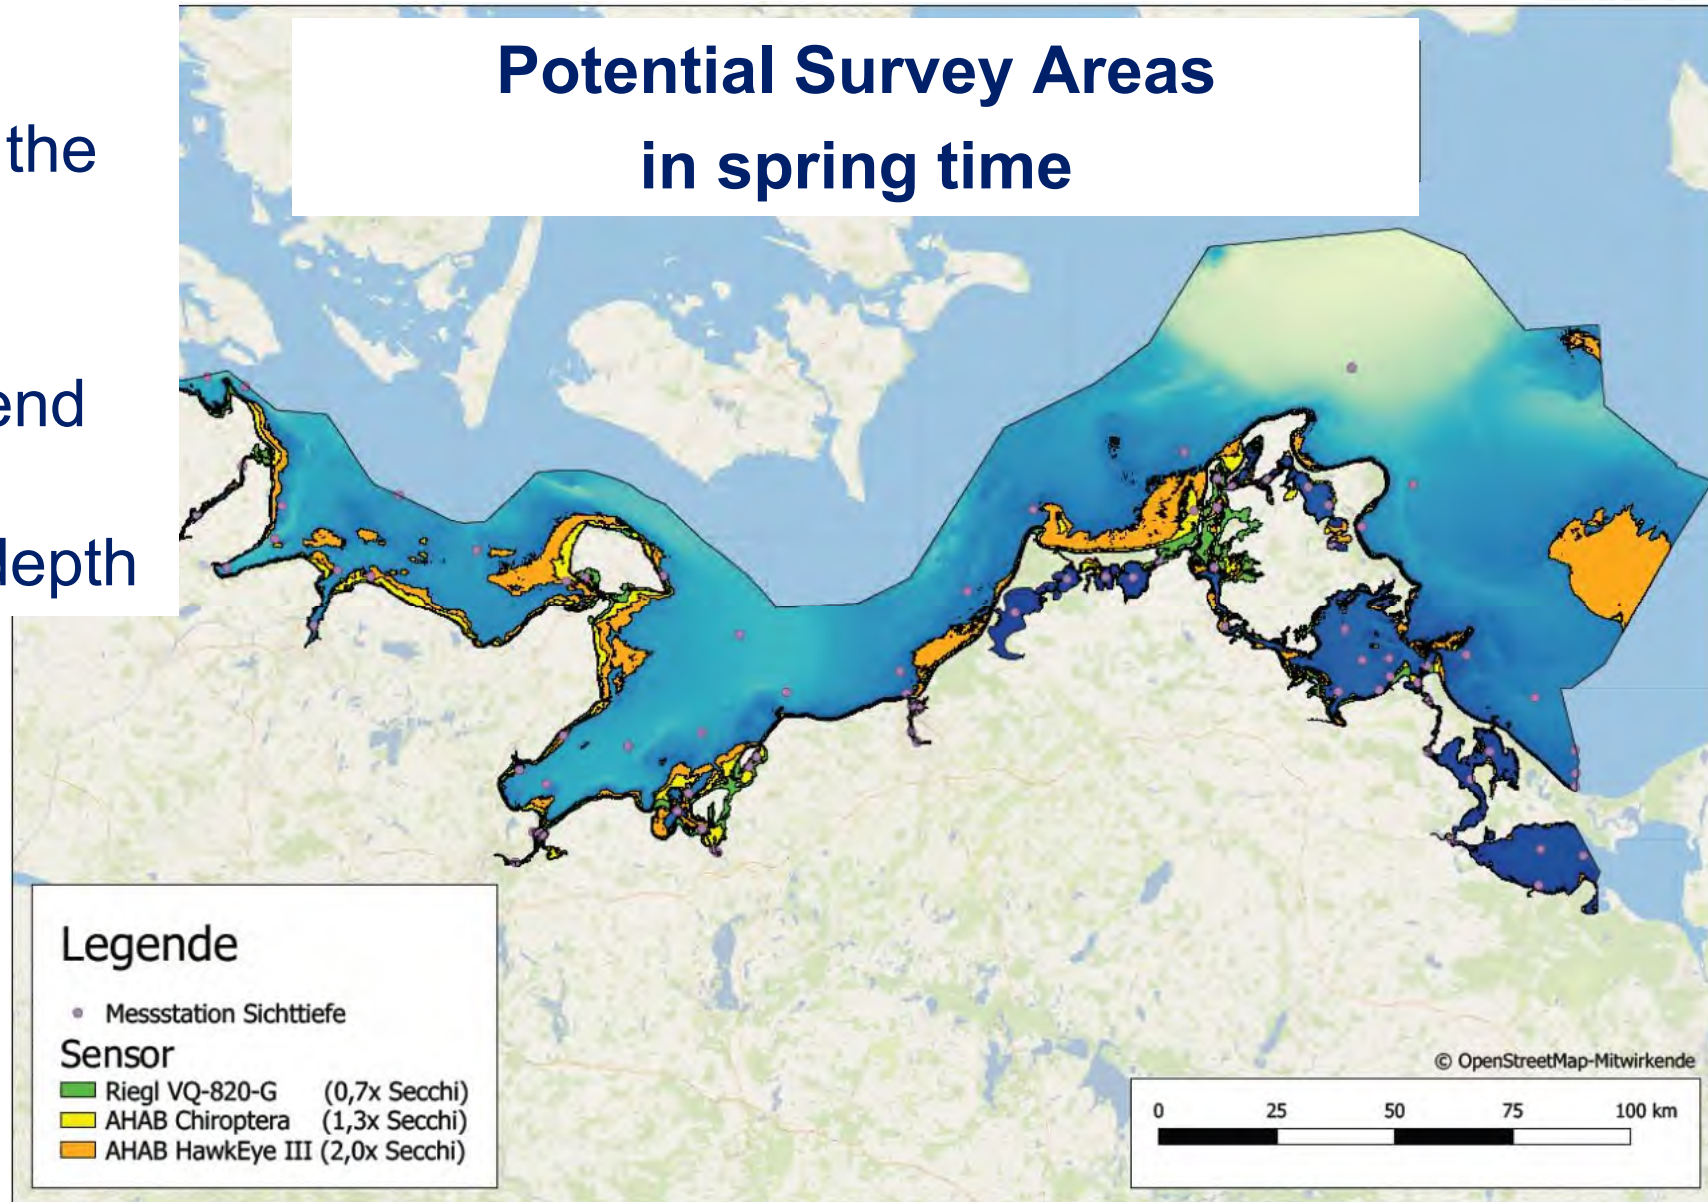 the
end
depth
Potential Survey Areas
in spring time
Legende
Messstation Sichttiefe
Sensor
Riegl VQ-820-G (0,7x Secchi)
AHAB Chiroptera (1,3x Secchi)
AHAB HawkEye III (2,0x Secchi)
© OpenStreetMap-Mitwirkende
0 25 50 75 100 km